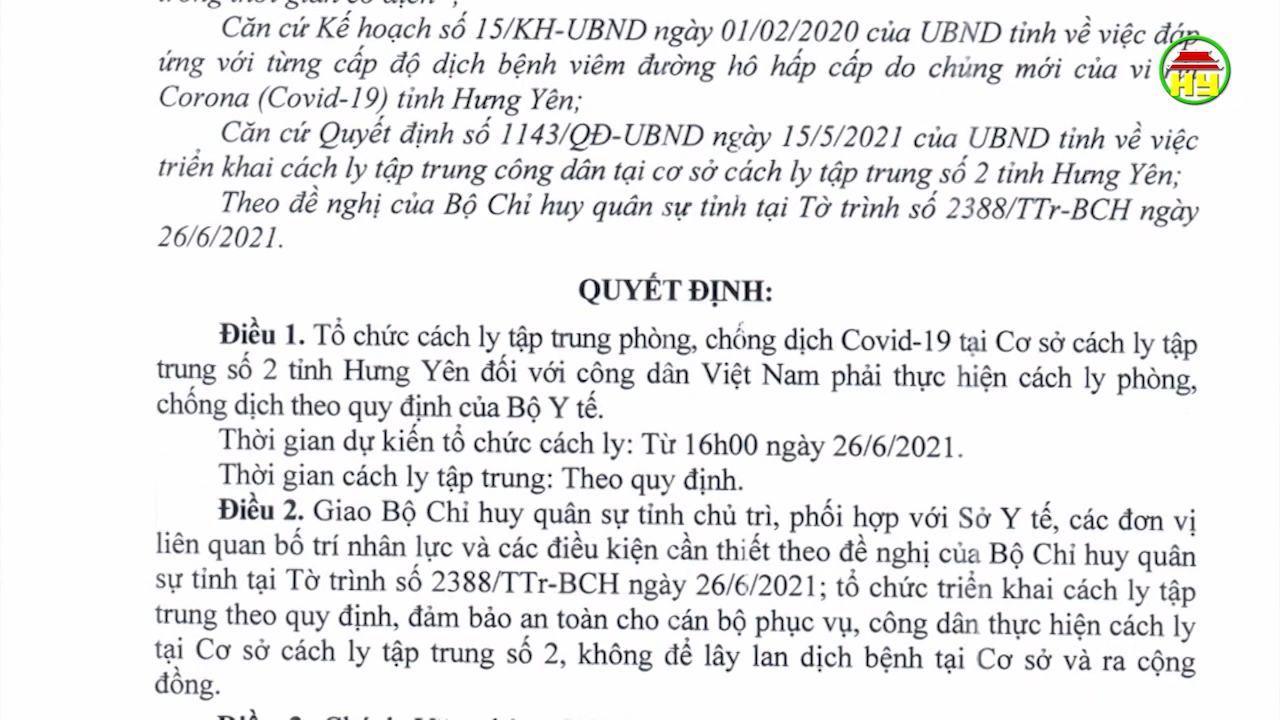 trong thời gian có dịch";
Căn cứ Kế hoạch số 15/KH-UBND ngày 01/02/2020 của UBND tỉnh về việc đáp
ứng với từng cấp độ dịch bệnh viêm đường hô hấp cấp do chủng mới của vi rút
Corona (Covid-19) tỉnh Hưng Yên;
Căn cứ Quyết định số 1143/QĐ-UBND ngày 15/5/2021 của UBND tỉnh về việc
triển khai cách ly tập trung công dân tại cơ sở cách ly tập trung số 2 tỉnh Hưng Yên;
Theo đề nghị của Bộ Chỉ huy quân sự tỉnh tại Tờ trình số 2388/TTr-BCH ngày
26/6/2021.
QUYẾT ĐỊNH:
Điều 1. Tổ chức cách ly tập trung phòng, chống dịch Covid-19 tại Cơ sở cách ly tập
trung số 2 tỉnh Hưng Yên đối với công dân Việt Nam phải thực hiện cách ly phòng,
chống dịch theo quy định của Bộ Y tế.
Thời gian dự kiến tổ chức cách ly: Từ 16h00 ngày 26/6/2021.
Thời gian cách ly tập trung: Theo quy định.
Điều 2. Giao Bộ Chỉ huy quân sự tỉnh chủ trì, phối hợp với Sở Y tế, các đơn vị
liên quan bố trí nhân lực và các điều kiện cần thiết theo đề nghị của Bộ Chỉ huy quân
sự tỉnh tại Tờ trình số 2388/TTr-BCH ngày 26/6/2021; tổ chức triển khai cách ly tập
trung theo quy định, đảm bảo an toàn cho cán bộ phục vụ, công dân thực hiện cách ly
tại Cơ sở cách ly tập trung số 2, không để lây lan dịch bệnh tại Cơ sở và ra cộng
đồng.
HY